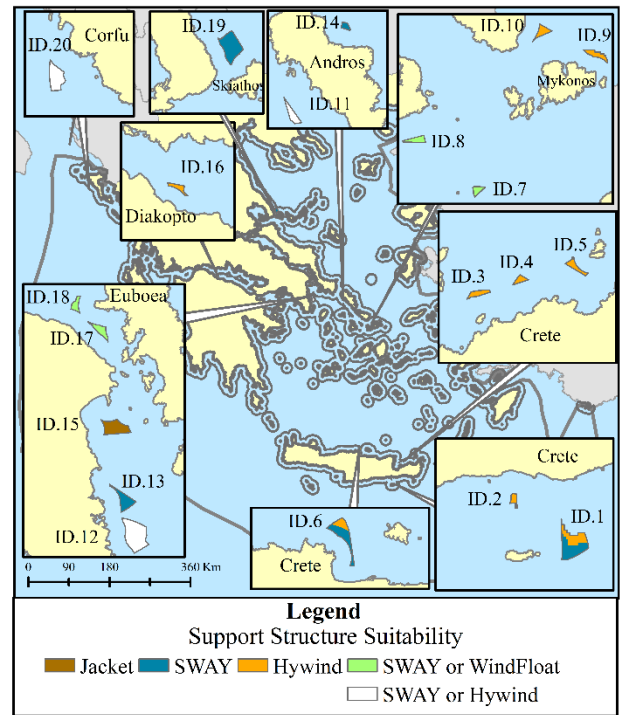 ID.20
Corfu
ID.19
Skiathos
ID.14
Andros
ID.11
ID.10
ID.9
Mykonos
ID.8
ID.7
ID.16
Diakopto
ID.5
ID.4
ID.3
Crete
ID.18
Euboea
ID.17
ID.15
ID.13
ID.12
Crete
ID.2
ID.1
ID.6
Crete
0 90 180 360 Km
Legend
Support Structure Suitability
Jacket SWAY Hywind SWAY or WindFloat
SWAY or Hywind